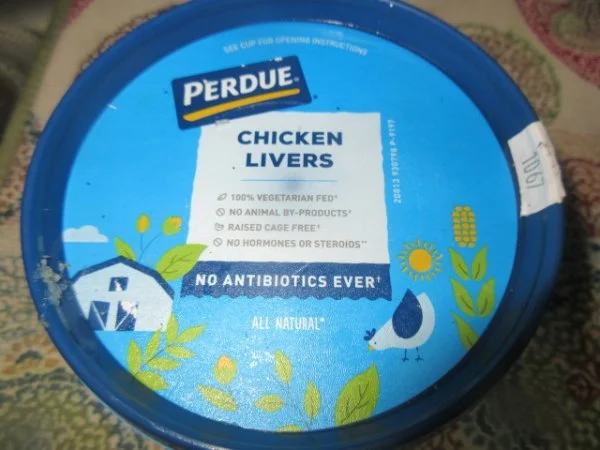 SEE CUP FOR OPENING INSTRUCTIONS
PERDUE®
CHICKEN
LIVERS
100% VEGETARIAN FED†
NO ANIMAL BY-PRODUCTS†
RAISED CAGE FREE†
NO HORMONES OR STEROIDS**
NO ANTIBIOTICS EVER†
ALL NATURAL*